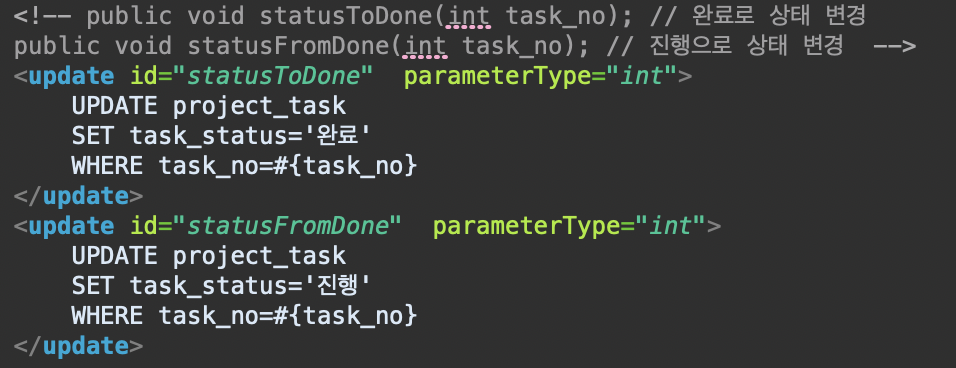 <!-- public void statusToDone(int task_no); // 완료로 상태 변경
public void statusFromDone(int task_no); // 진행으로 상태 변경  -->
<update id="statusToDone"  parameterType="int">
    UPDATE project_task
    SET task_status='완료'
    WHERE task_no=#{task_no}
</update>
<update id="statusFromDone"  parameterType="int">
    UPDATE project_task
    SET task_status='진행'
    WHERE task_no=#{task_no}
</update>